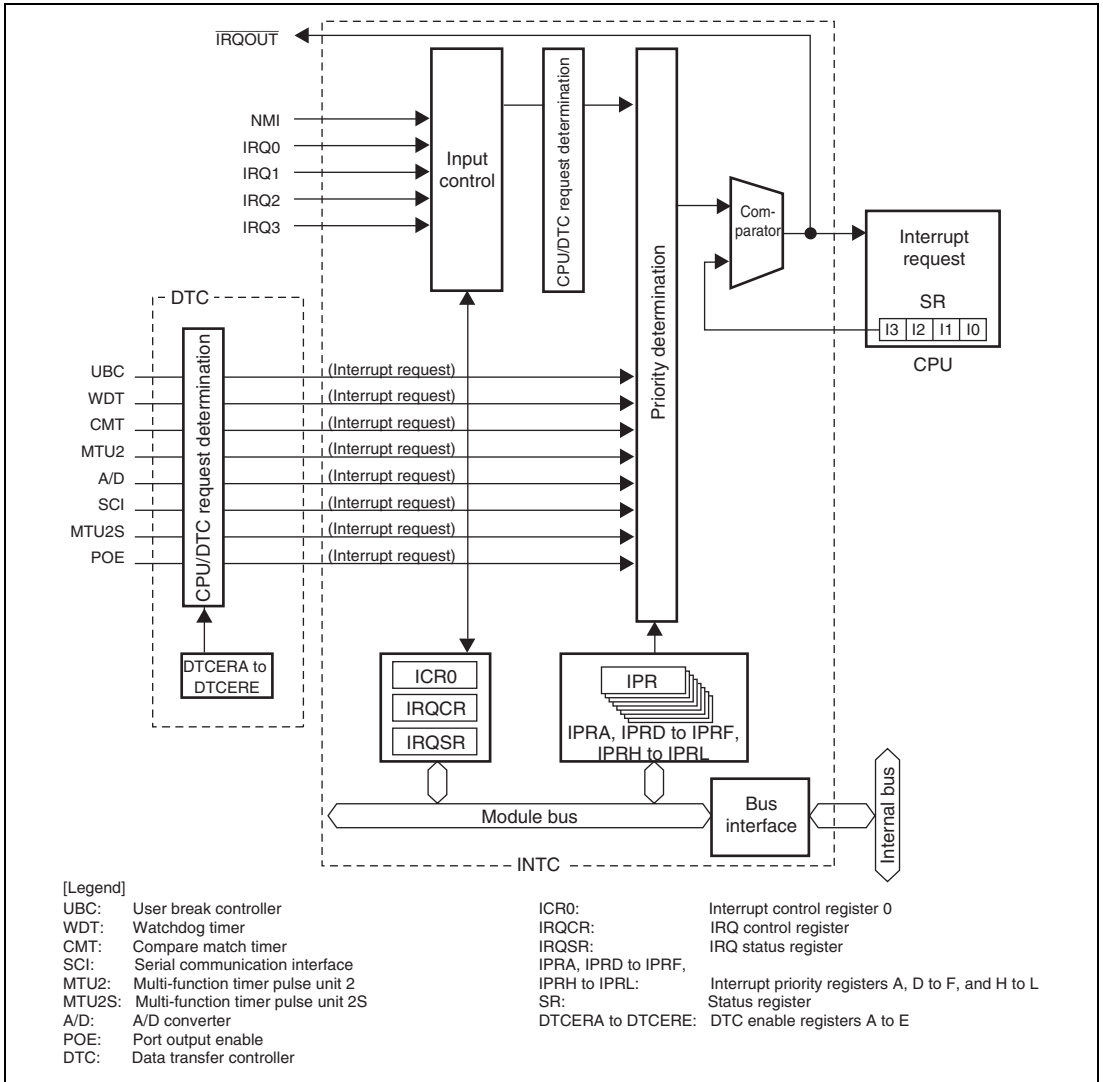 IRQOUT
NMI
IRQ0
IRQ1
IRQ2
IRQ3
Input
control
CPU/DTC request determination
Priority determination
Com-
parator
Interrupt
request
SR
I3 I2 I1 I0
CPU
DTC
CPU/DTC request determination
UBC
WDT
CMT
MTU2
A/D
SCI
MTU2S
POE
(Interrupt request)
(Interrupt request)
(Interrupt request)
(Interrupt request)
(Interrupt request)
(Interrupt request)
(Interrupt request)
(Interrupt request)
DTCERA to
DTCERE
ICR0
IRQCR
IRQSR
IPR
IPRA, IPRD to IPRF,
IPRH to IPRL
Module bus
Bus
interface
Internal bus
INTC
[Legend]
UBC: User break controller
WDT: Watchdog timer
CMT: Compare match timer
SCI: Serial communication interface
MTU2: Multi-function timer pulse unit 2
MTU2S: Multi-function timer pulse unit 2S
A/D: A/D converter
POE: Port output enable
DTC: Data transfer controller
ICR0: Interrupt control register 0
IRQCR: IRQ control register
IRQSR: IRQ status register
IPRA, IPRD to IPRF,
IPRH to IPRL: Interrupt priority registers A, D to F, and H to L
SR: Status register
DTCERA to DTCERE: DTC enable registers A to E